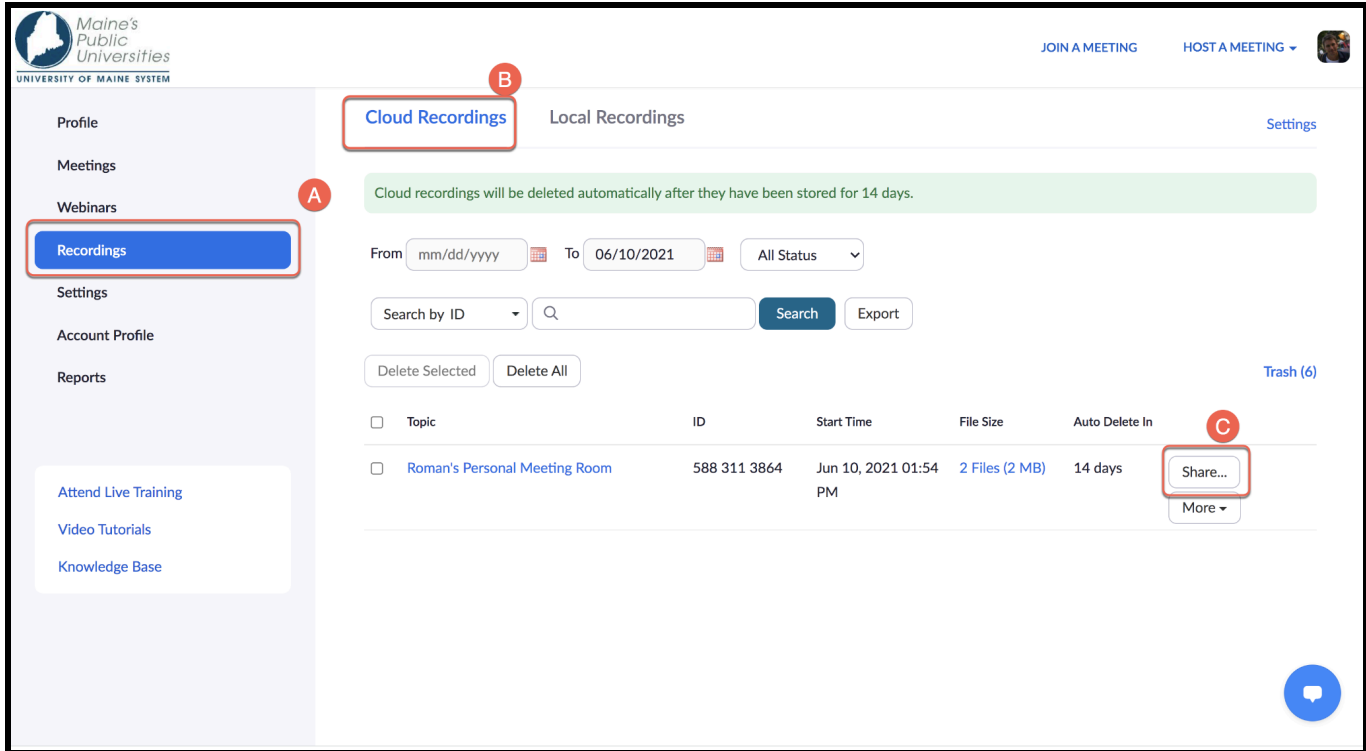 Maine's
Public
Universities
UNIVERSITY OF MAINE SYSTEM
JOIN A MEETING
HOST A MEETING
B
Profile
Meetings
Webinars
A
Recordings
Settings
Account Profile
Reports
Attend Live Training
Video Tutorials
Knowledge Base
Cloud Recordings Local Recordings
Settings
Cloud recordings will be deleted automatically after they have been stored for 14 days.
From mm/dd/yyyy To 06/10/2021 All Status
Search by ID Search Export
Delete Selected Delete All
Trash (6)
Topic ID Start Time File Size Auto Delete In
C
Roman's Personal Meeting Room 588 311 3864 Jun 10, 2021 01:54 2 Files (2 MB) 14 days Share...
PM
More